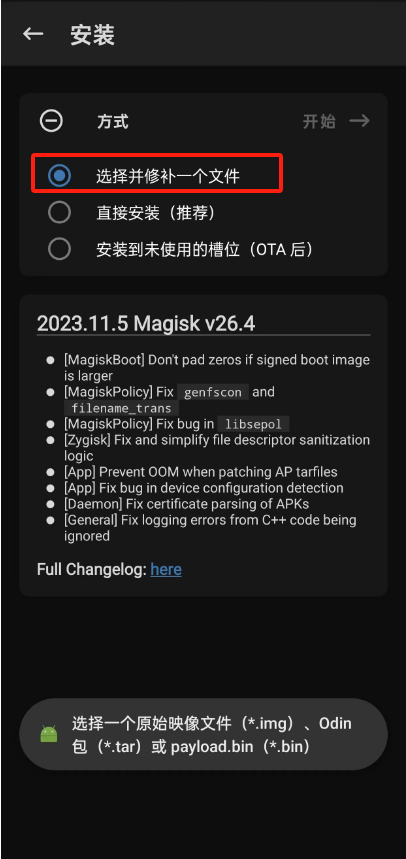 安装
方式 开始
选择并修补一个文件
直接安装（推荐）
安装到未使用的槽位（OTA 后）
2023.11.5 Magisk v26.4
[MagiskBoot] Don't pad zeros if signed boot image
is larger
[MagiskPolicy] Fix genfscon and
filename_trans
[MagiskPolicy] Fix bug in libsepol
[Zygisk] Fix and simplify file descriptor sanitization
logic
[App] Prevent OOM when patching AP tarfiles
[App] Fix bug in device configuration detection
[Daemon] Fix certificate parsing of APKs
[General] Fix logging errors from C++ code being
ignored
Full Changelog: here
选择一个原始映像文件（*.img）、Odin
包（*.tar）或 payload.bin（*.bin）